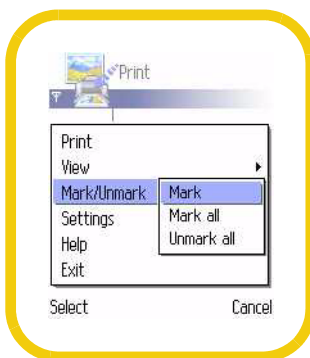 Print
Print
View
Mark/Unmark
Mark
Settings
Mark all
Help
Unmark all
Exit
Select
Cancel